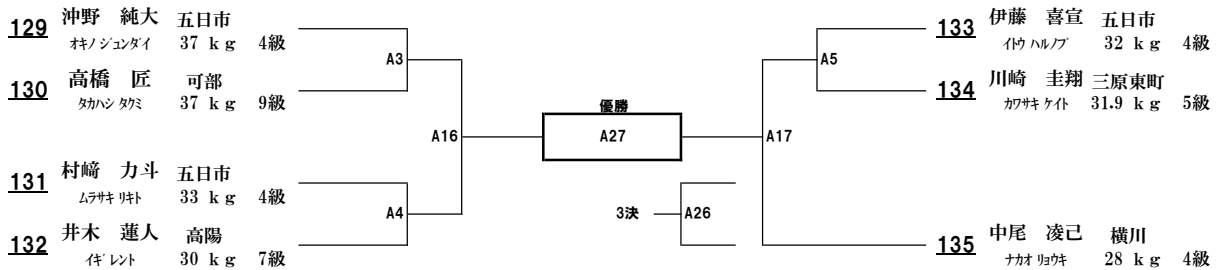 129 沖野 純大 五日市
ｵｷﾉ ｼﾞｭﾝﾀﾞｲ 37 kg 4級
130 高橋 匠 可部
ﾀｶﾊｼ ﾀｸﾐ 37 kg 9級
A3
131 村﨑 力斗 五日市
ﾑﾗｻｷ ﾘｷﾄ 33 kg 4級
132 井木 蓮人 高陽
ｲｷﾞ ﾚﾝﾄ 30 kg 7級
A4
A16
優勝
A27
3決
A26
A17
A5
133 伊藤 喜宣 五日市
ｲﾄｳ ﾊﾙﾉﾌﾞ 32 kg 4級
134 川崎 圭翔 三原東町
ｶﾜｻｷ ｹｲﾄ 31.9 kg 5級
135 中尾 凌己 横川
ﾅｶｵ ﾘｮｳｷ 28 kg 4級